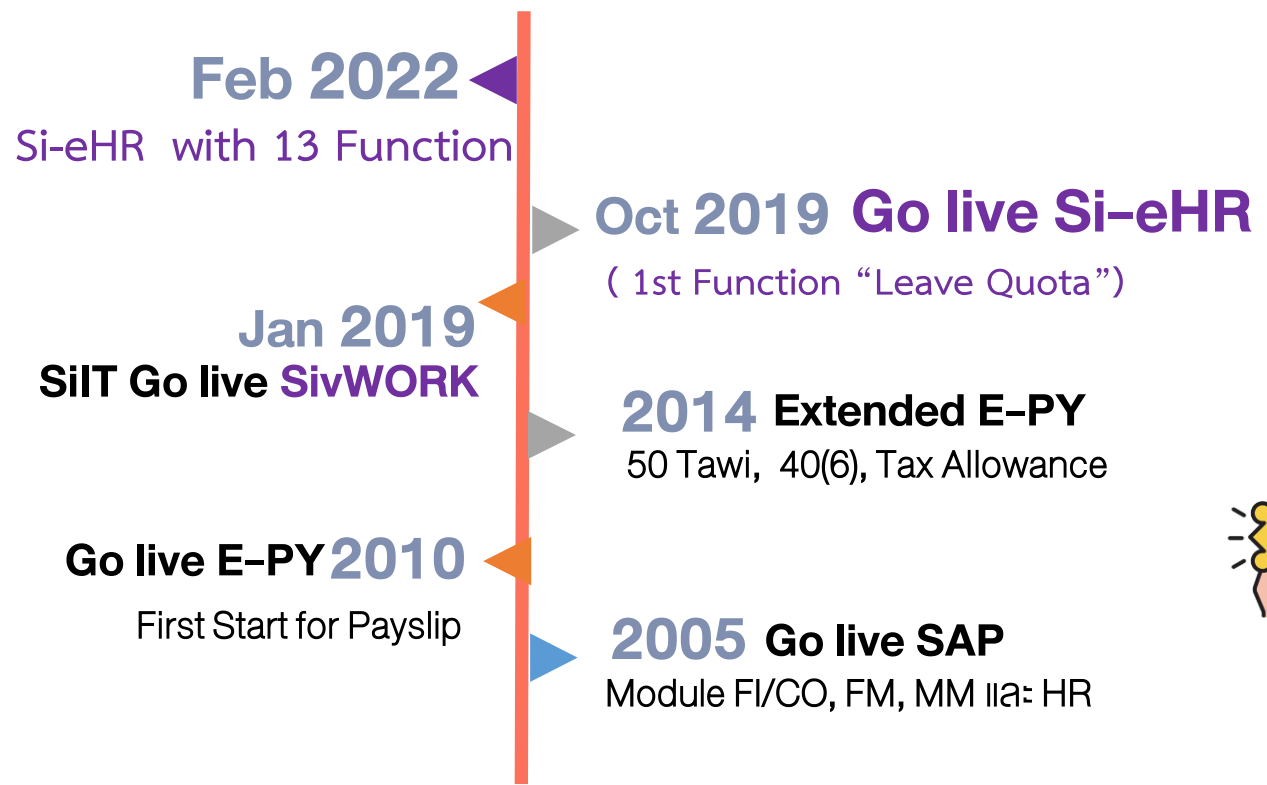 Feb 2022
Si-eHR with 13 Function
Oct 2019 Go live Si-eHR
( 1st Function “Leave Quota”)
Jan 2019
SiIT Go live SivWORK
2014 Extended E-PY
50 Tawi, 40(6), Tax Allowance
Go live E-PY 2010
First Start for Payslip
2005 Go live SAP
Module FI/CO, FM, MM และ HR